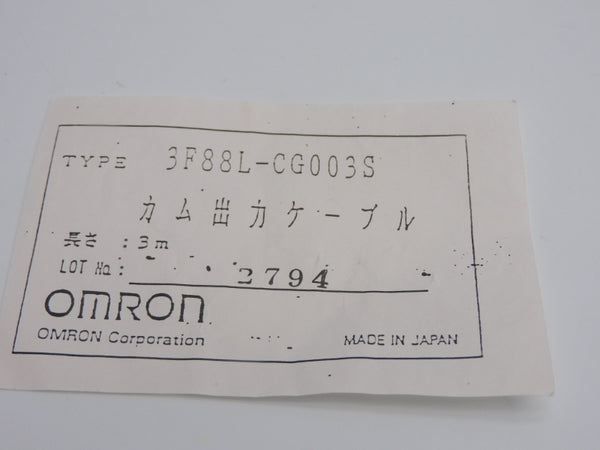 TYPE 3F88L-CG003S
カム出力ケーブル
長さ : 3m
LOT No. : 2794
OMRON
OMRON Corporation MADE IN JAPAN